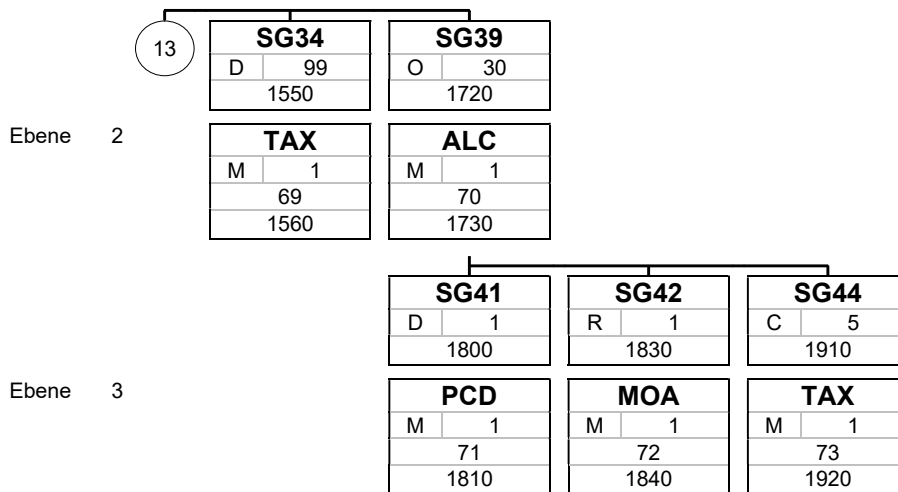 13 SG34 SG39
D 99 O 30
1550 1720
Ebene 2 TAX ALC
M 1 M 1
69 70
1560 1730
SG41 SG42 SG44
D 1 R 1 C 5
1800 1830 1910
Ebene 3 PCD MOA TAX
M 1 M 1 M 1
71 72 73
1810 1840 1920